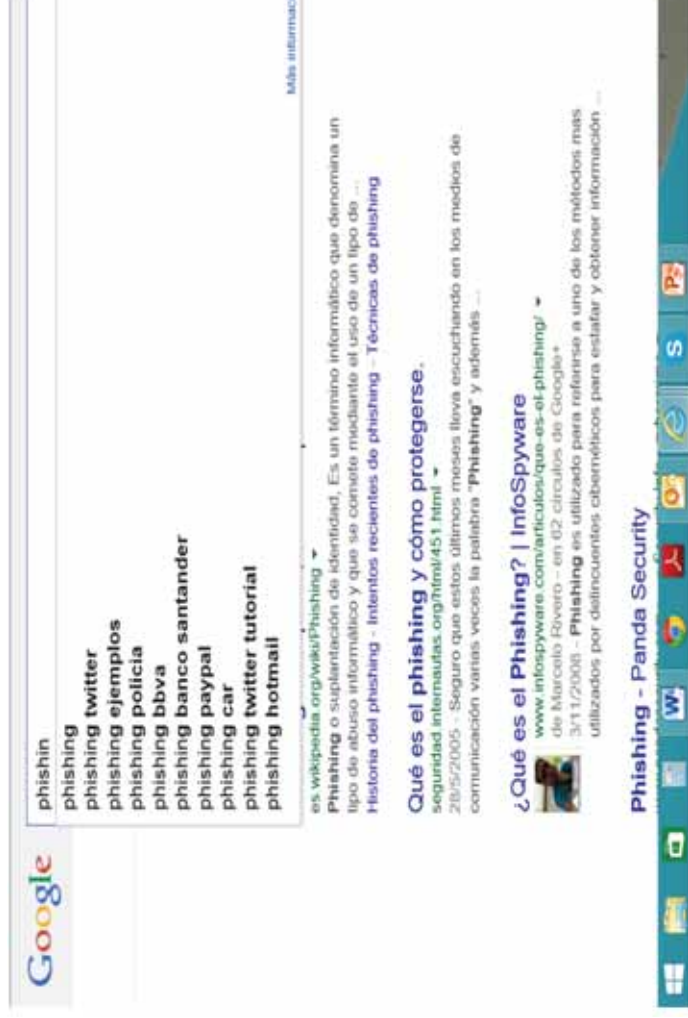 Google
phishin
phishing
phishing twitter
phishing ejemplos
phishing policia
phishing bbva
phishing banco santander
phishing paypal
phishing car
phishing twitter tutorial
phishing hotmail
Más informac
es.wikipedia.org/wiki/Phishing
Phishing o suplantación de identidad, Es un término informático que denomina un
tipo de abuso informático y que se comete mediante el uso de un tipo de ...
Historia del phishing - Intentos recientes de phishing - Técnicas de phishing
Qué es el phishing y cómo protegerse.
seguridad.internautas.org/html/451.html
28/5/2005 - Seguro que estos últimos meses lleva escuchando en los medios de
comunicación varias veces la palabra "Phishing" y además ...
¿Qué es el Phishing? | InfoSpyware
www.infospyware.com/articulos/que-es-el-phishing/
de Marcelo Rivero - en 62 círculos de Google+
3/11/2008 - Phishing es utilizado para referirse a uno de los métodos mas
utilizados por delincuentes cibernéticos para estafar y obtener información ...
Phishing - Panda Security